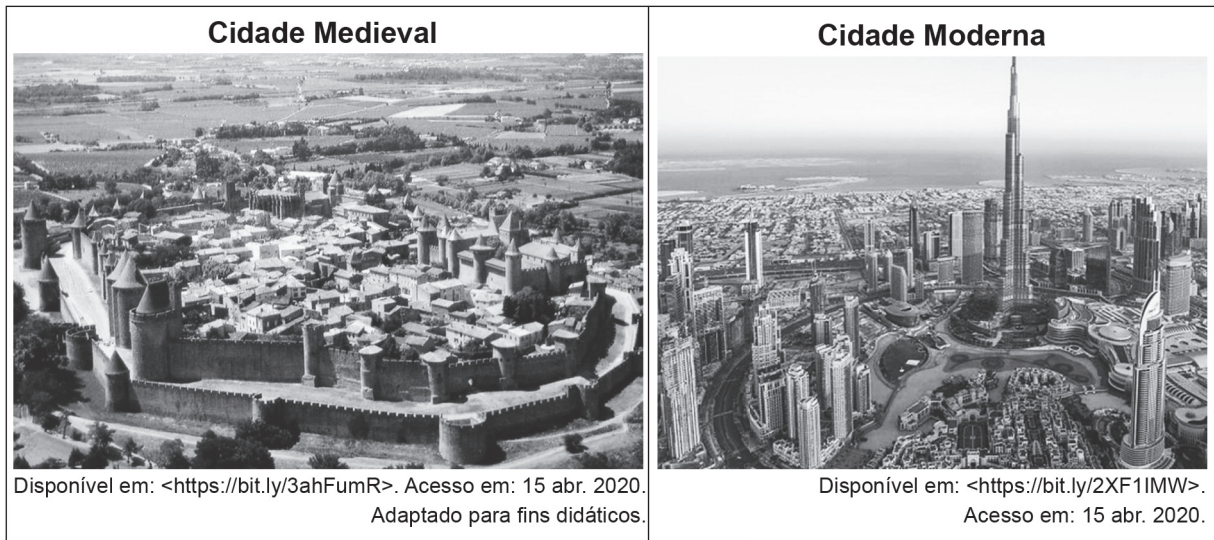 Cidade Medieval
Disponível em: <https://bit.ly/3ahFumR>. Acesso em: 15 abr. 2020.
Adaptado para fins didáticos.
Cidade Moderna
Disponível em: <https://bit.ly/2XF1IMW>.
Acesso em: 15 abr. 2020.